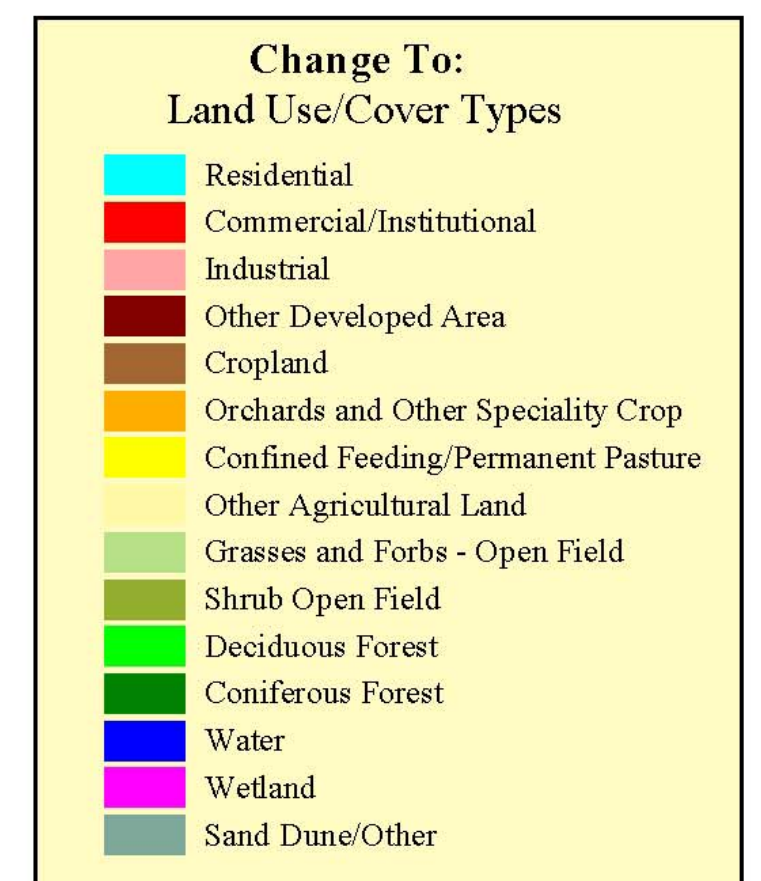 Change To:
Land Use/Cover Types
Residential
Commercial/Institutional
Industrial
Other Developed Area
Cropland
Orchards and Other Speciality Crop
Confined Feeding/Permanent Pasture
Other Agricultural Land
Grasses and Forbs - Open Field
Shrub Open Field
Deciduous Forest
Coniferous Forest
Water
Wetland
Sand Dune/Other